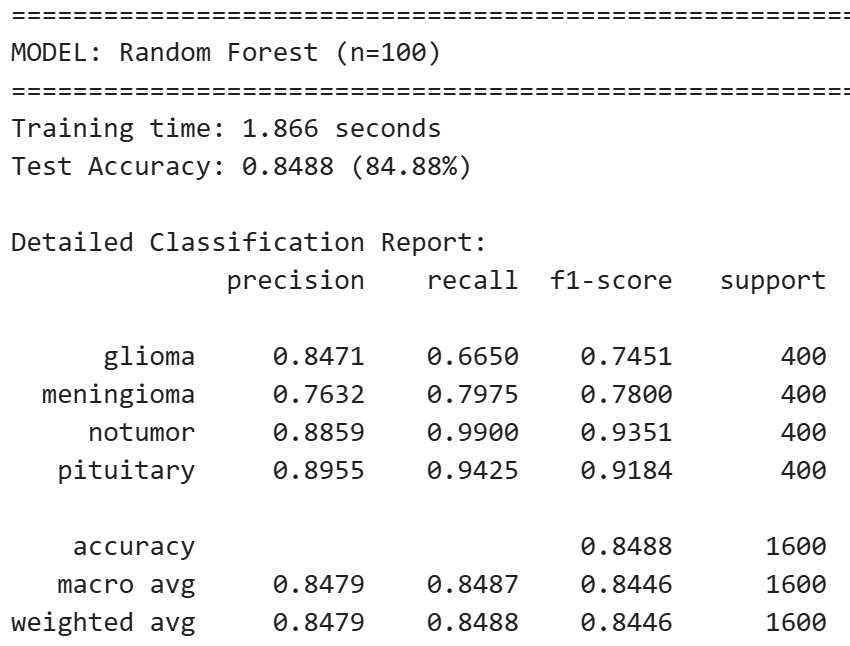 =======================================================
MODEL: Random Forest (n=100)
=======================================================
Training time: 1.866 seconds
Test Accuracy: 0.8488 (84.88%)
Detailed Classification Report:
              precision    recall  f1-score   support
      glioma     0.8471    0.6650    0.7451       400
  meningioma     0.7632    0.7975    0.7800       400
     notumor     0.8859    0.9900    0.9351       400
   pituitary     0.8955    0.9425    0.9184       400
    accuracy                         0.8488      1600
   macro avg     0.8479    0.8487    0.8446      1600
weighted avg     0.8479    0.8488    0.8446      1600